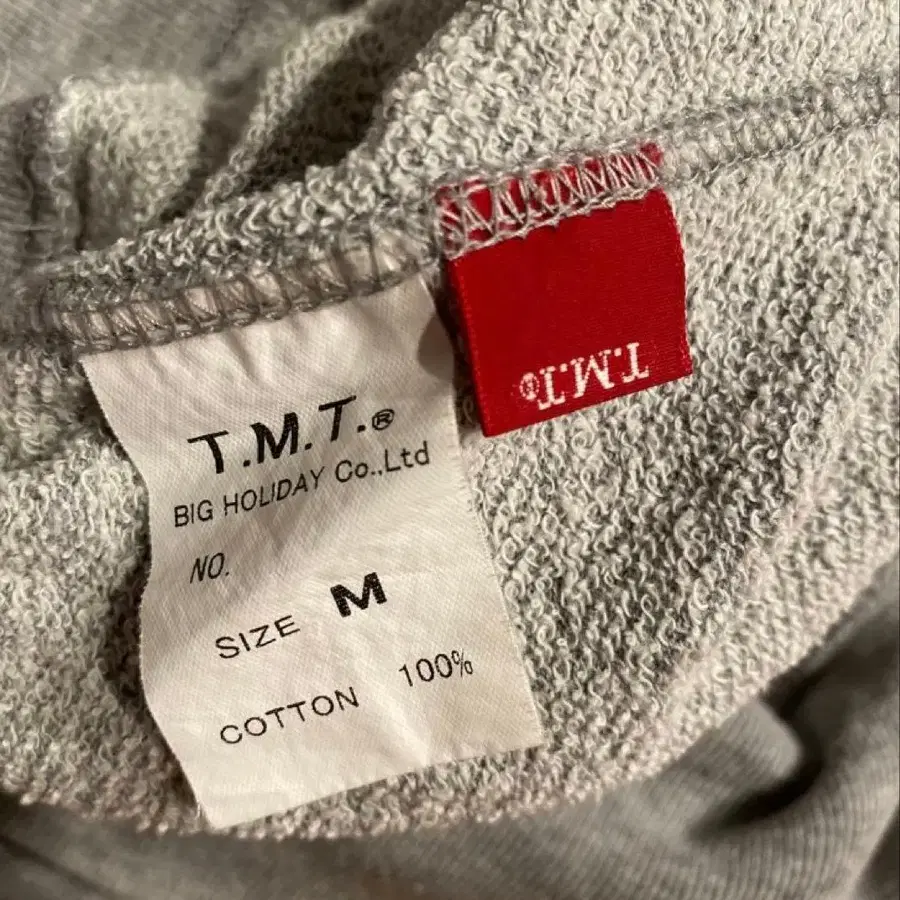 T.M.T.®
BIG HOLIDAY Co.,Ltd
NO.
SIZE M
COTTON 100%
T.M.T.®